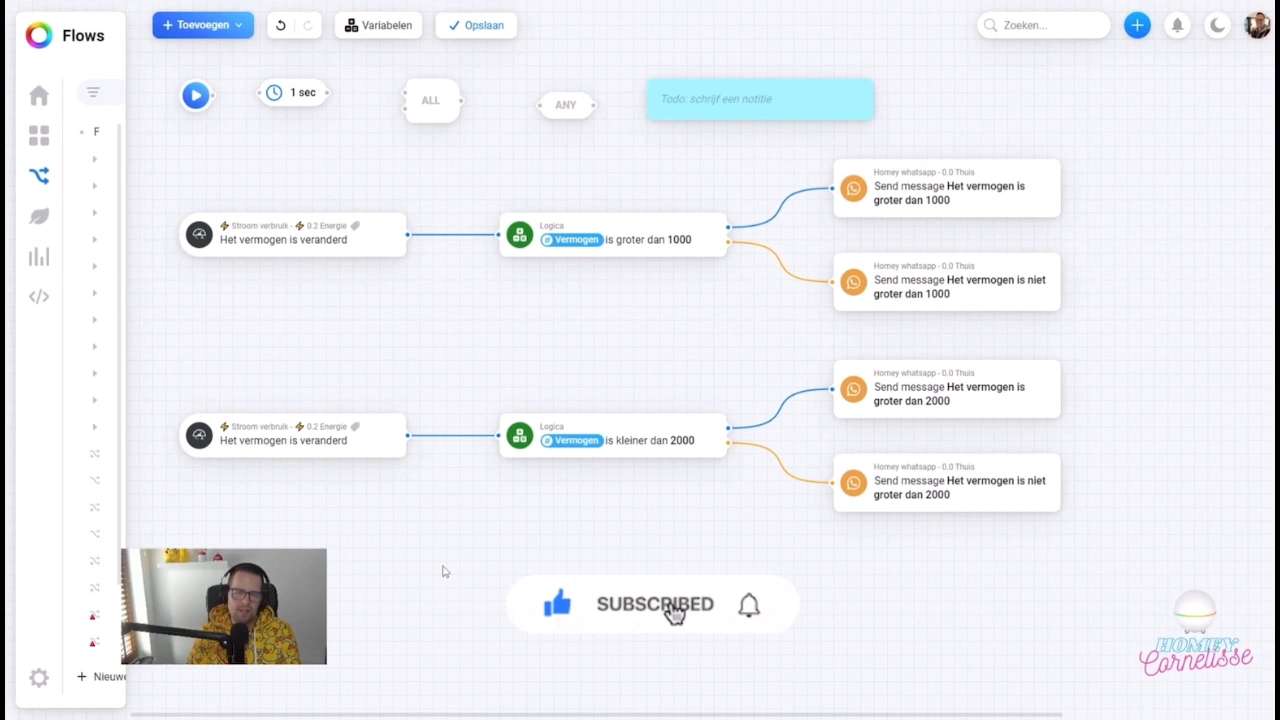 Flows
Toevoegen
Variabelen
Opslaan
Zoeken...
1 sec
ALL
ANY
Todo: schrijf een notitie
F
Stroom verbruik - ⚡ 0.2 Energie
Het vermogen is veranderd
Logica
# Vermogen is groter dan 1000
Homey whatsapp - 0.0 Thuis
Send message Het vermogen is
groter dan 1000
Homey whatsapp - 0.0 Thuis
Send message Het vermogen is niet
groter dan 1000
Stroom verbruik - ⚡ 0.2 Energie
Het vermogen is veranderd
Logica
# Vermogen is kleiner dan 2000
Homey whatsapp - 0.0 Thuis
Send message Het vermogen is
groter dan 2000
Homey whatsapp - 0.0 Thuis
Send message Het vermogen is niet
groter dan 2000
SUBSCRIBED
+ Nieuwe
HOMEY
Cornelisse